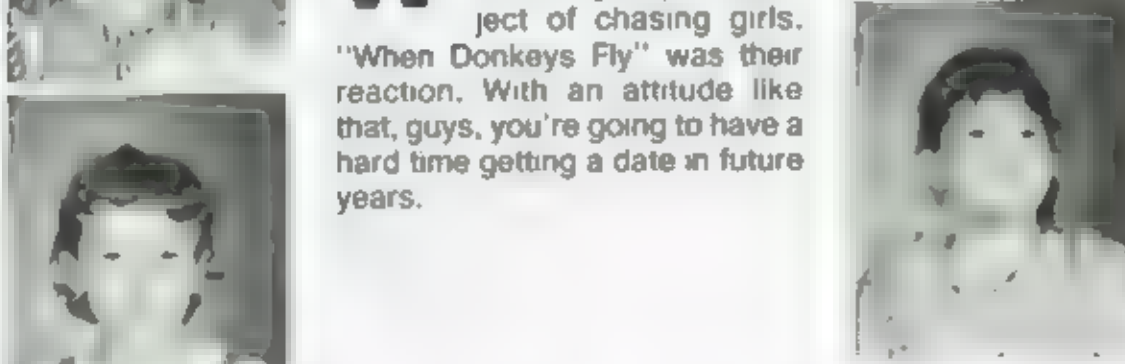 ject of chasing girls.
"When Donkeys Fly" was their
reaction. With an attitude like
that, guys, you're going to have a
hard time getting a date in future
years.